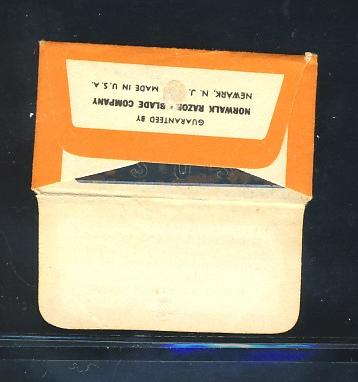 GUARANTEED BY
NORWALK RAZOR BLADE COMPANY
NEWARK, N. J. MADE IN U.S.A.